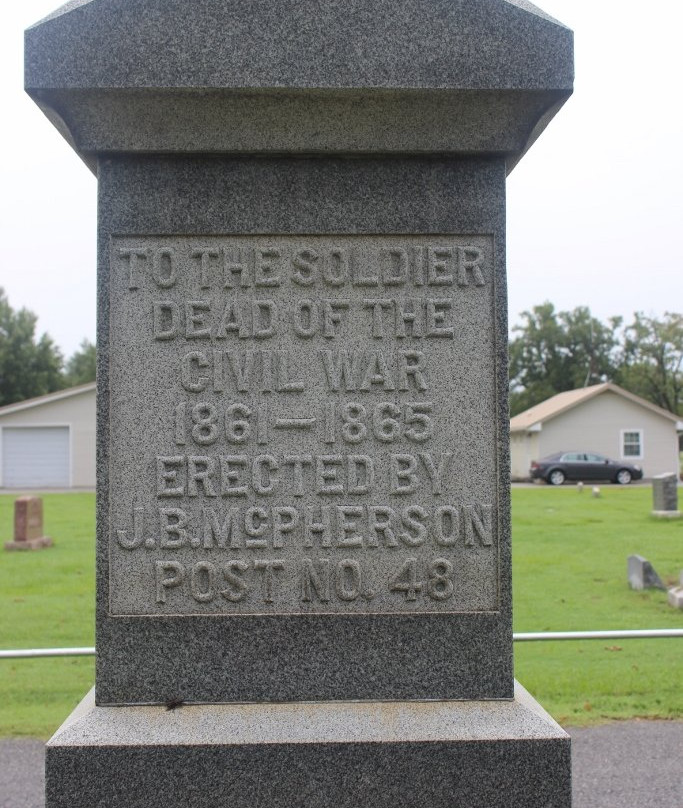 TO THE SOLDIER
DEAD OF THE
CIVIL WAR
1861—1865
ERECTED BY
J.B. McPHERSON
POST NO. 48